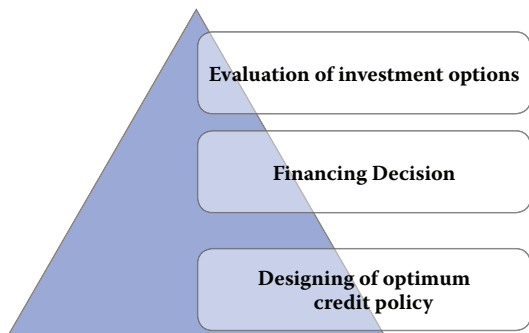 Evaluation of investment options
Financing Decision
Designing of optimum
credit policy